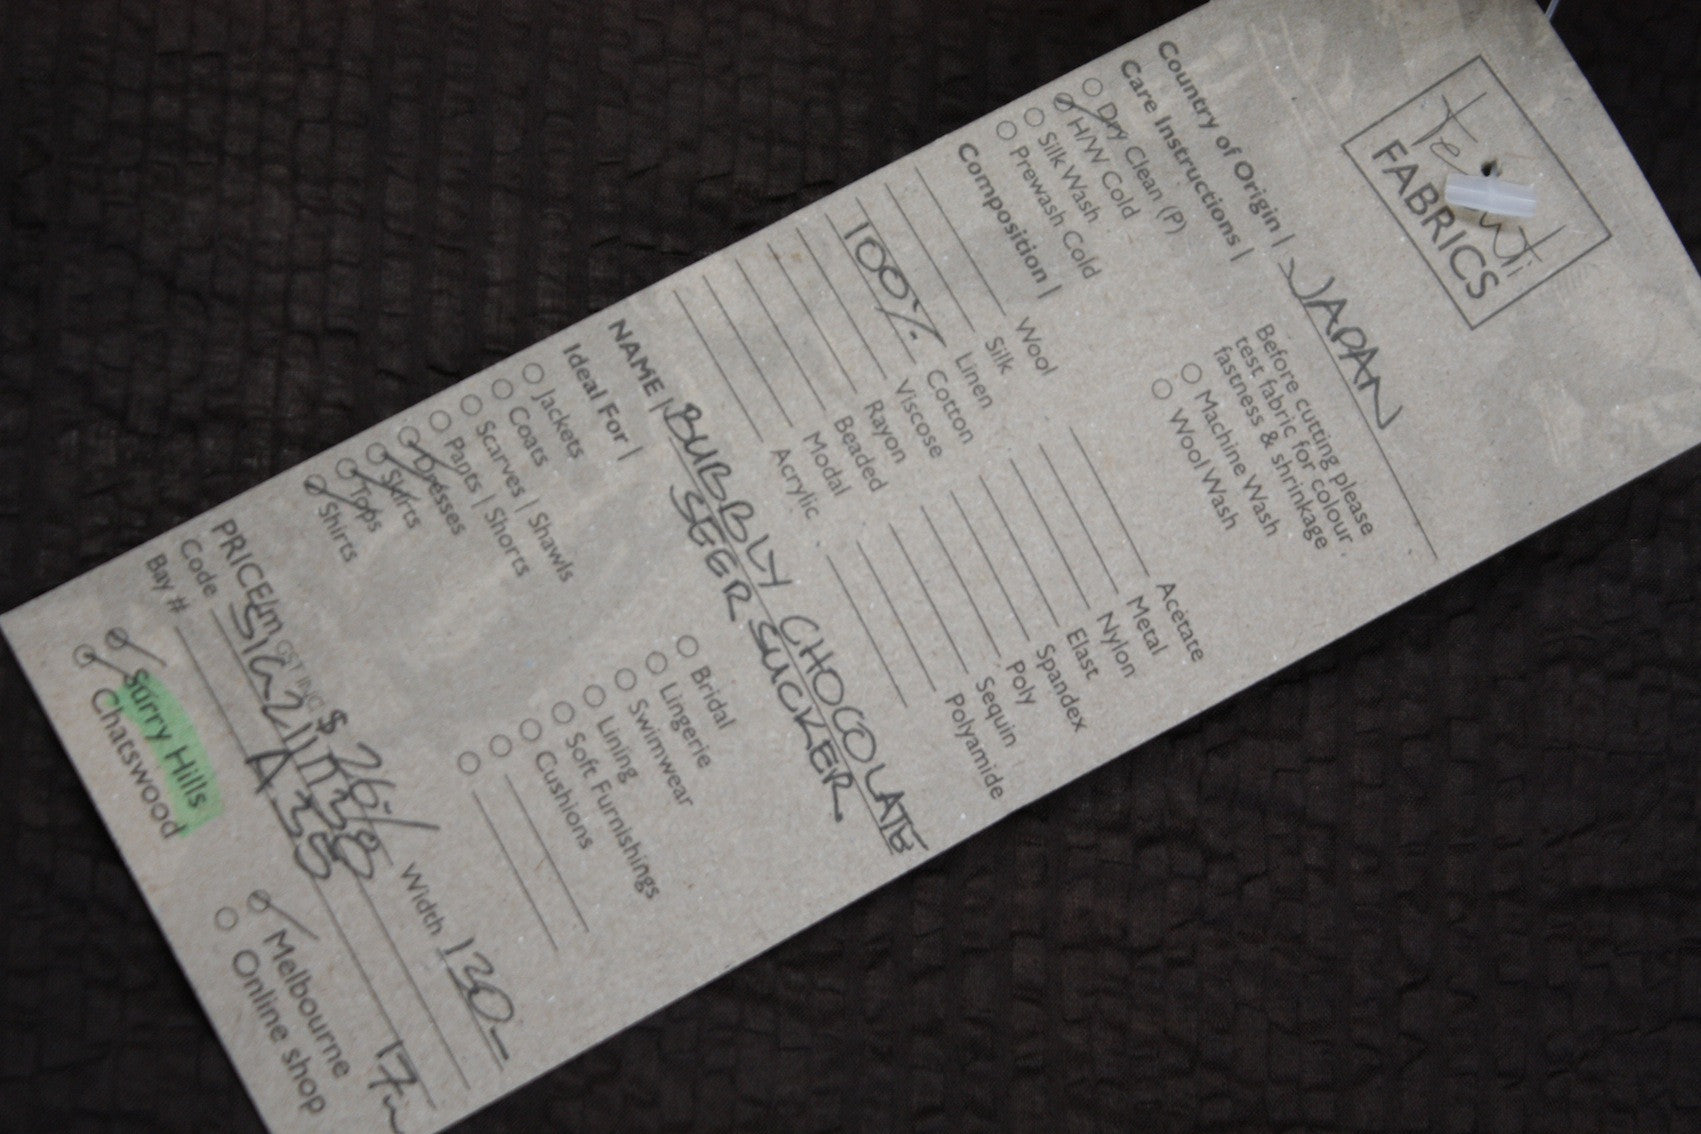 FABRICS
Country of Origin | JAPAN
Care Instructions |
Before cutting please
test fabric for colour
fastness & shrinkage
Dry Clean (P)
H/W Cold
Silk Wash
Prewash Cold
Machine Wash
Wool Wash
Composition |
Wool
Silk
Linen
100% Cotton
Viscose
Rayon
Beaded
Modal
Acrylic
Acetate
Metal
Nylon
Elast
Spandex
Poly
Sequin
Polyamide
NAME | BUBBLY CHOCOLATE
SEERSUCKER
Ideal For |
Jackets
Coats
Scarves | Shawls
Pants | Shorts
Dresses
Skirts
Tops
Shirts
Bridal
Lingerie
Swimwear
Lining
Soft Furnishings
Cushions
PRICE/m GST INC $ 26-/ Width 130-
Code
Bay #
Surry Hills
Chatswood
Melbourne
Online shop